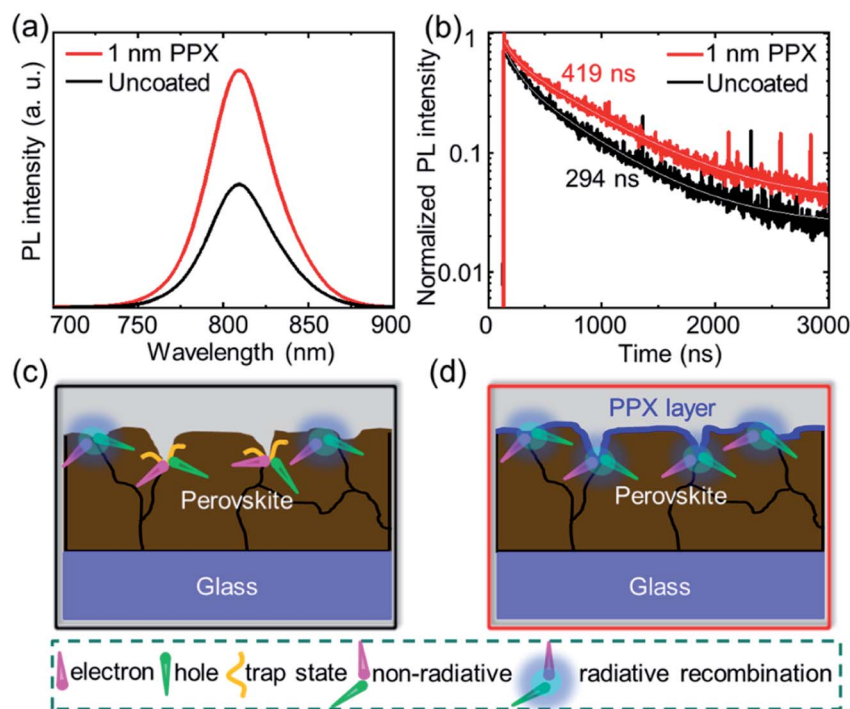 (a)
1 nm PPX
Uncoated
PL intensity (a. u.)
700 750 800 850 900
Wavelength (nm)
(b)
1 nm PPX
Uncoated
419 ns
294 ns
Normalized PL intensity
1
0.1
0.01
0 1000 2000 3000
Time (ns)
(c)
Perovskite
Glass
(d)
PPX layer
Perovskite
Glass
electron hole trap state non-radiative radiative recombination